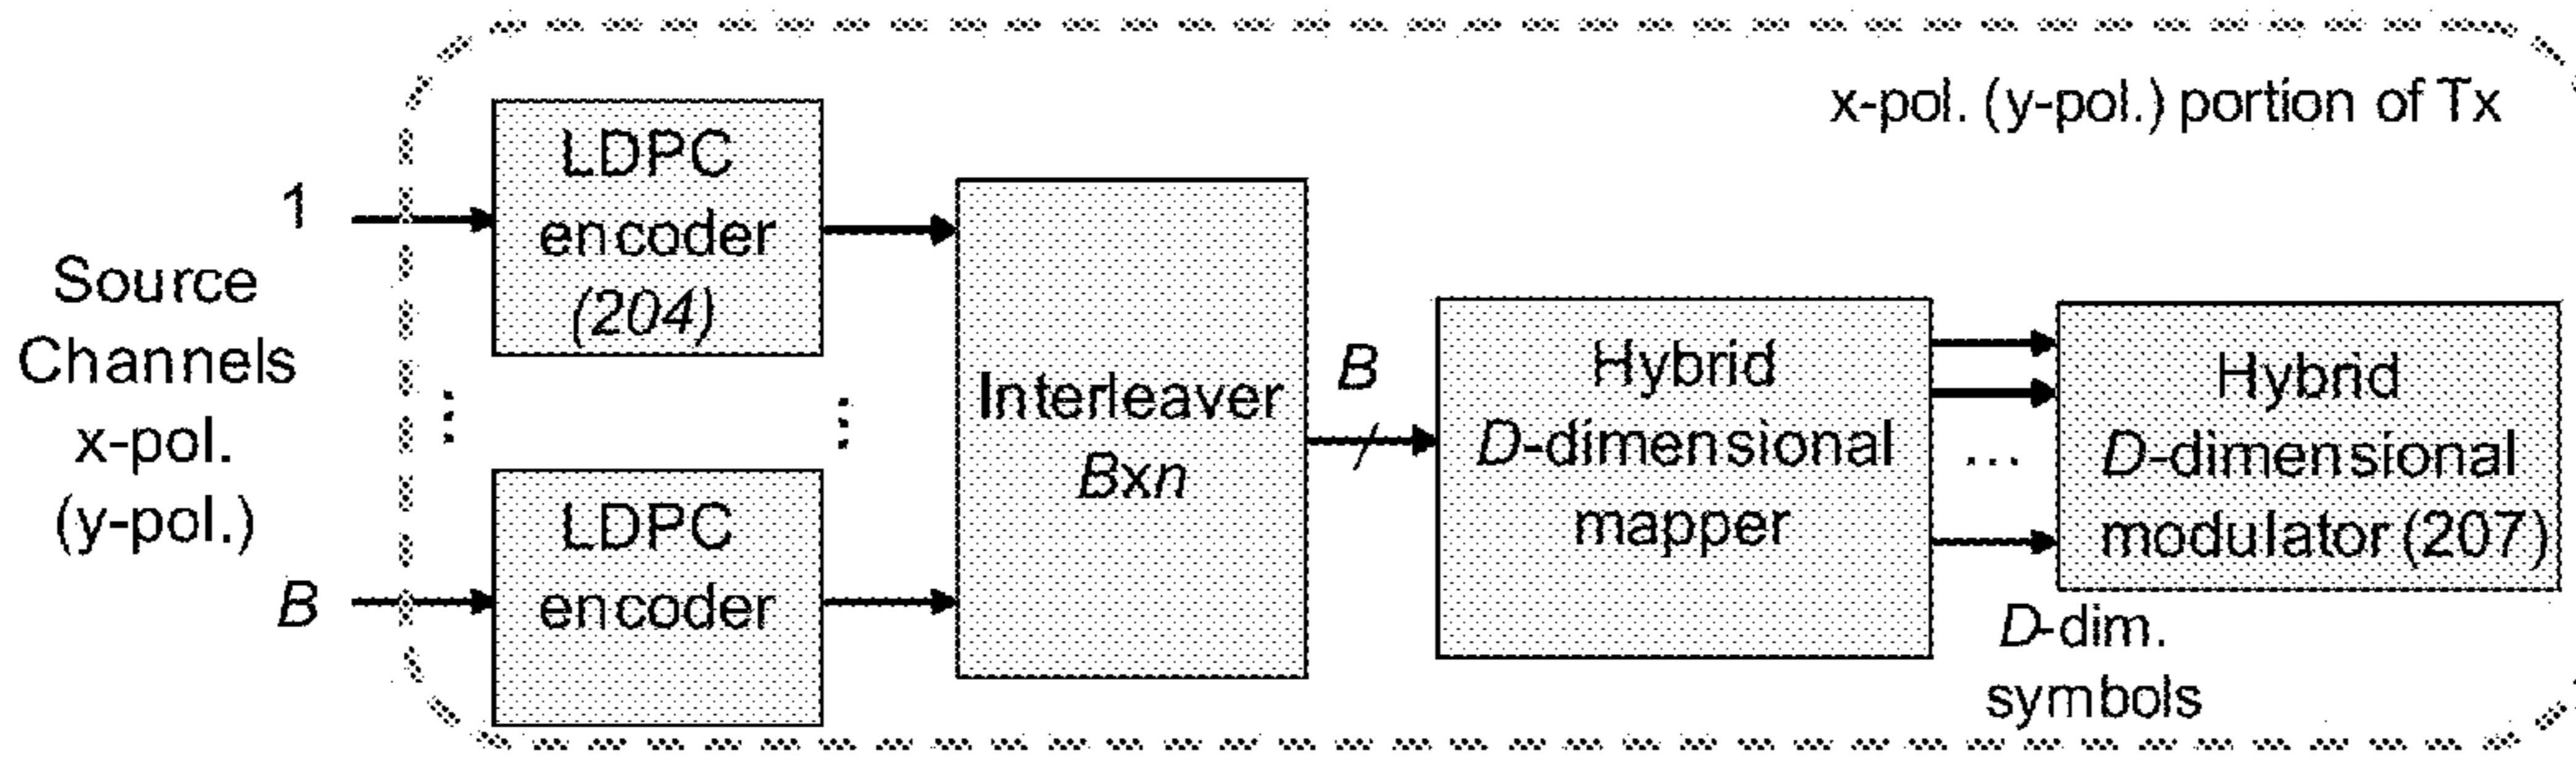 x-pol. (y-pol.) portion of Tx
Source
Channels
x-pol.
(y-pol.)
1
⋮
B
LDPC
encoder
(204)
⋮
LDPC
encoder
Interleaver
Bxn
B
Hybrid
D-dimensional
mapper
...
D-dim.
symbols
Hybrid
D-dimensional
modulator (207)